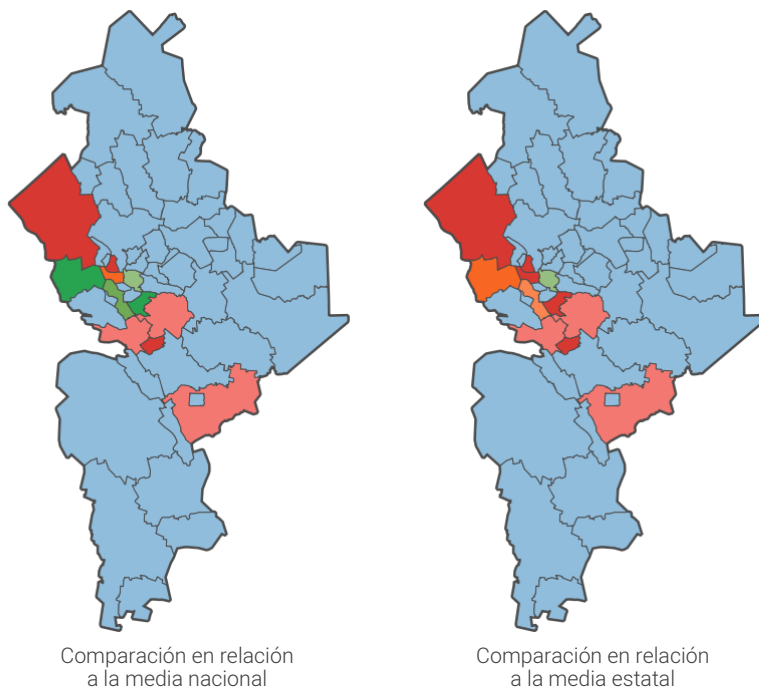 Comparación en relación
a la media nacional
Comparación en relación
a la media estatal